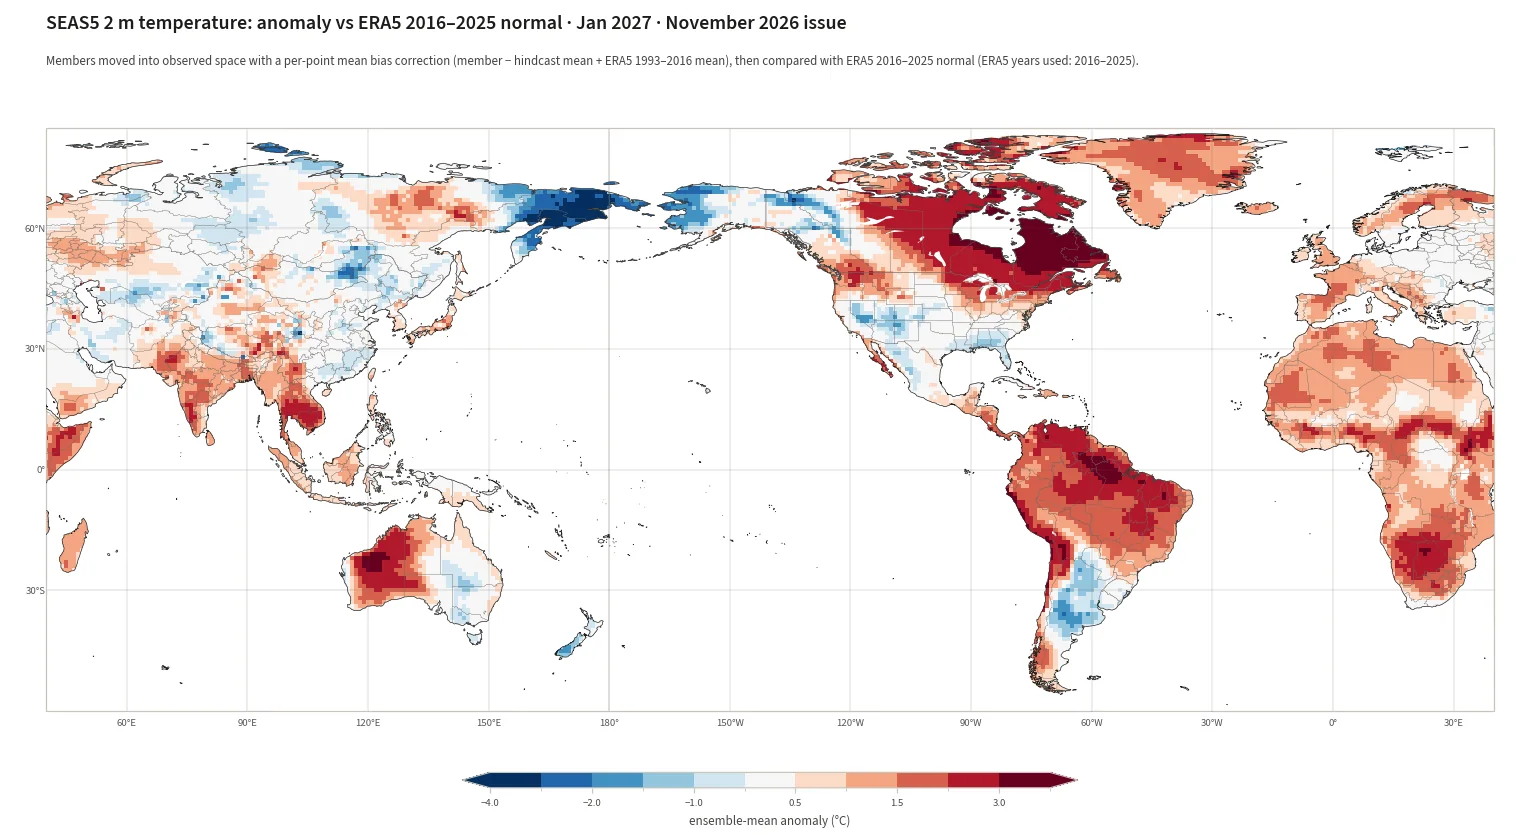 SEAS5 2 m temperature: anomaly vs ERA5 2016–2025 normal · Jan 2027 · November 2026 issue
Members moved into observed space with a per-point mean bias correction (member − hindcast mean + ERA5 1993–2016 mean), then compared with ERA5 2016–2025 normal (ERA5 years used: 2016–2025).
60°N
30°N
0°
30°S
60°E 90°E 120°E 150°E 180° 150°W 120°W 90°W 60°W 30°W 0° 30°E
−4.0 −2.0 −1.0 0.5 1.5 3.0
ensemble-mean anomaly (°C)